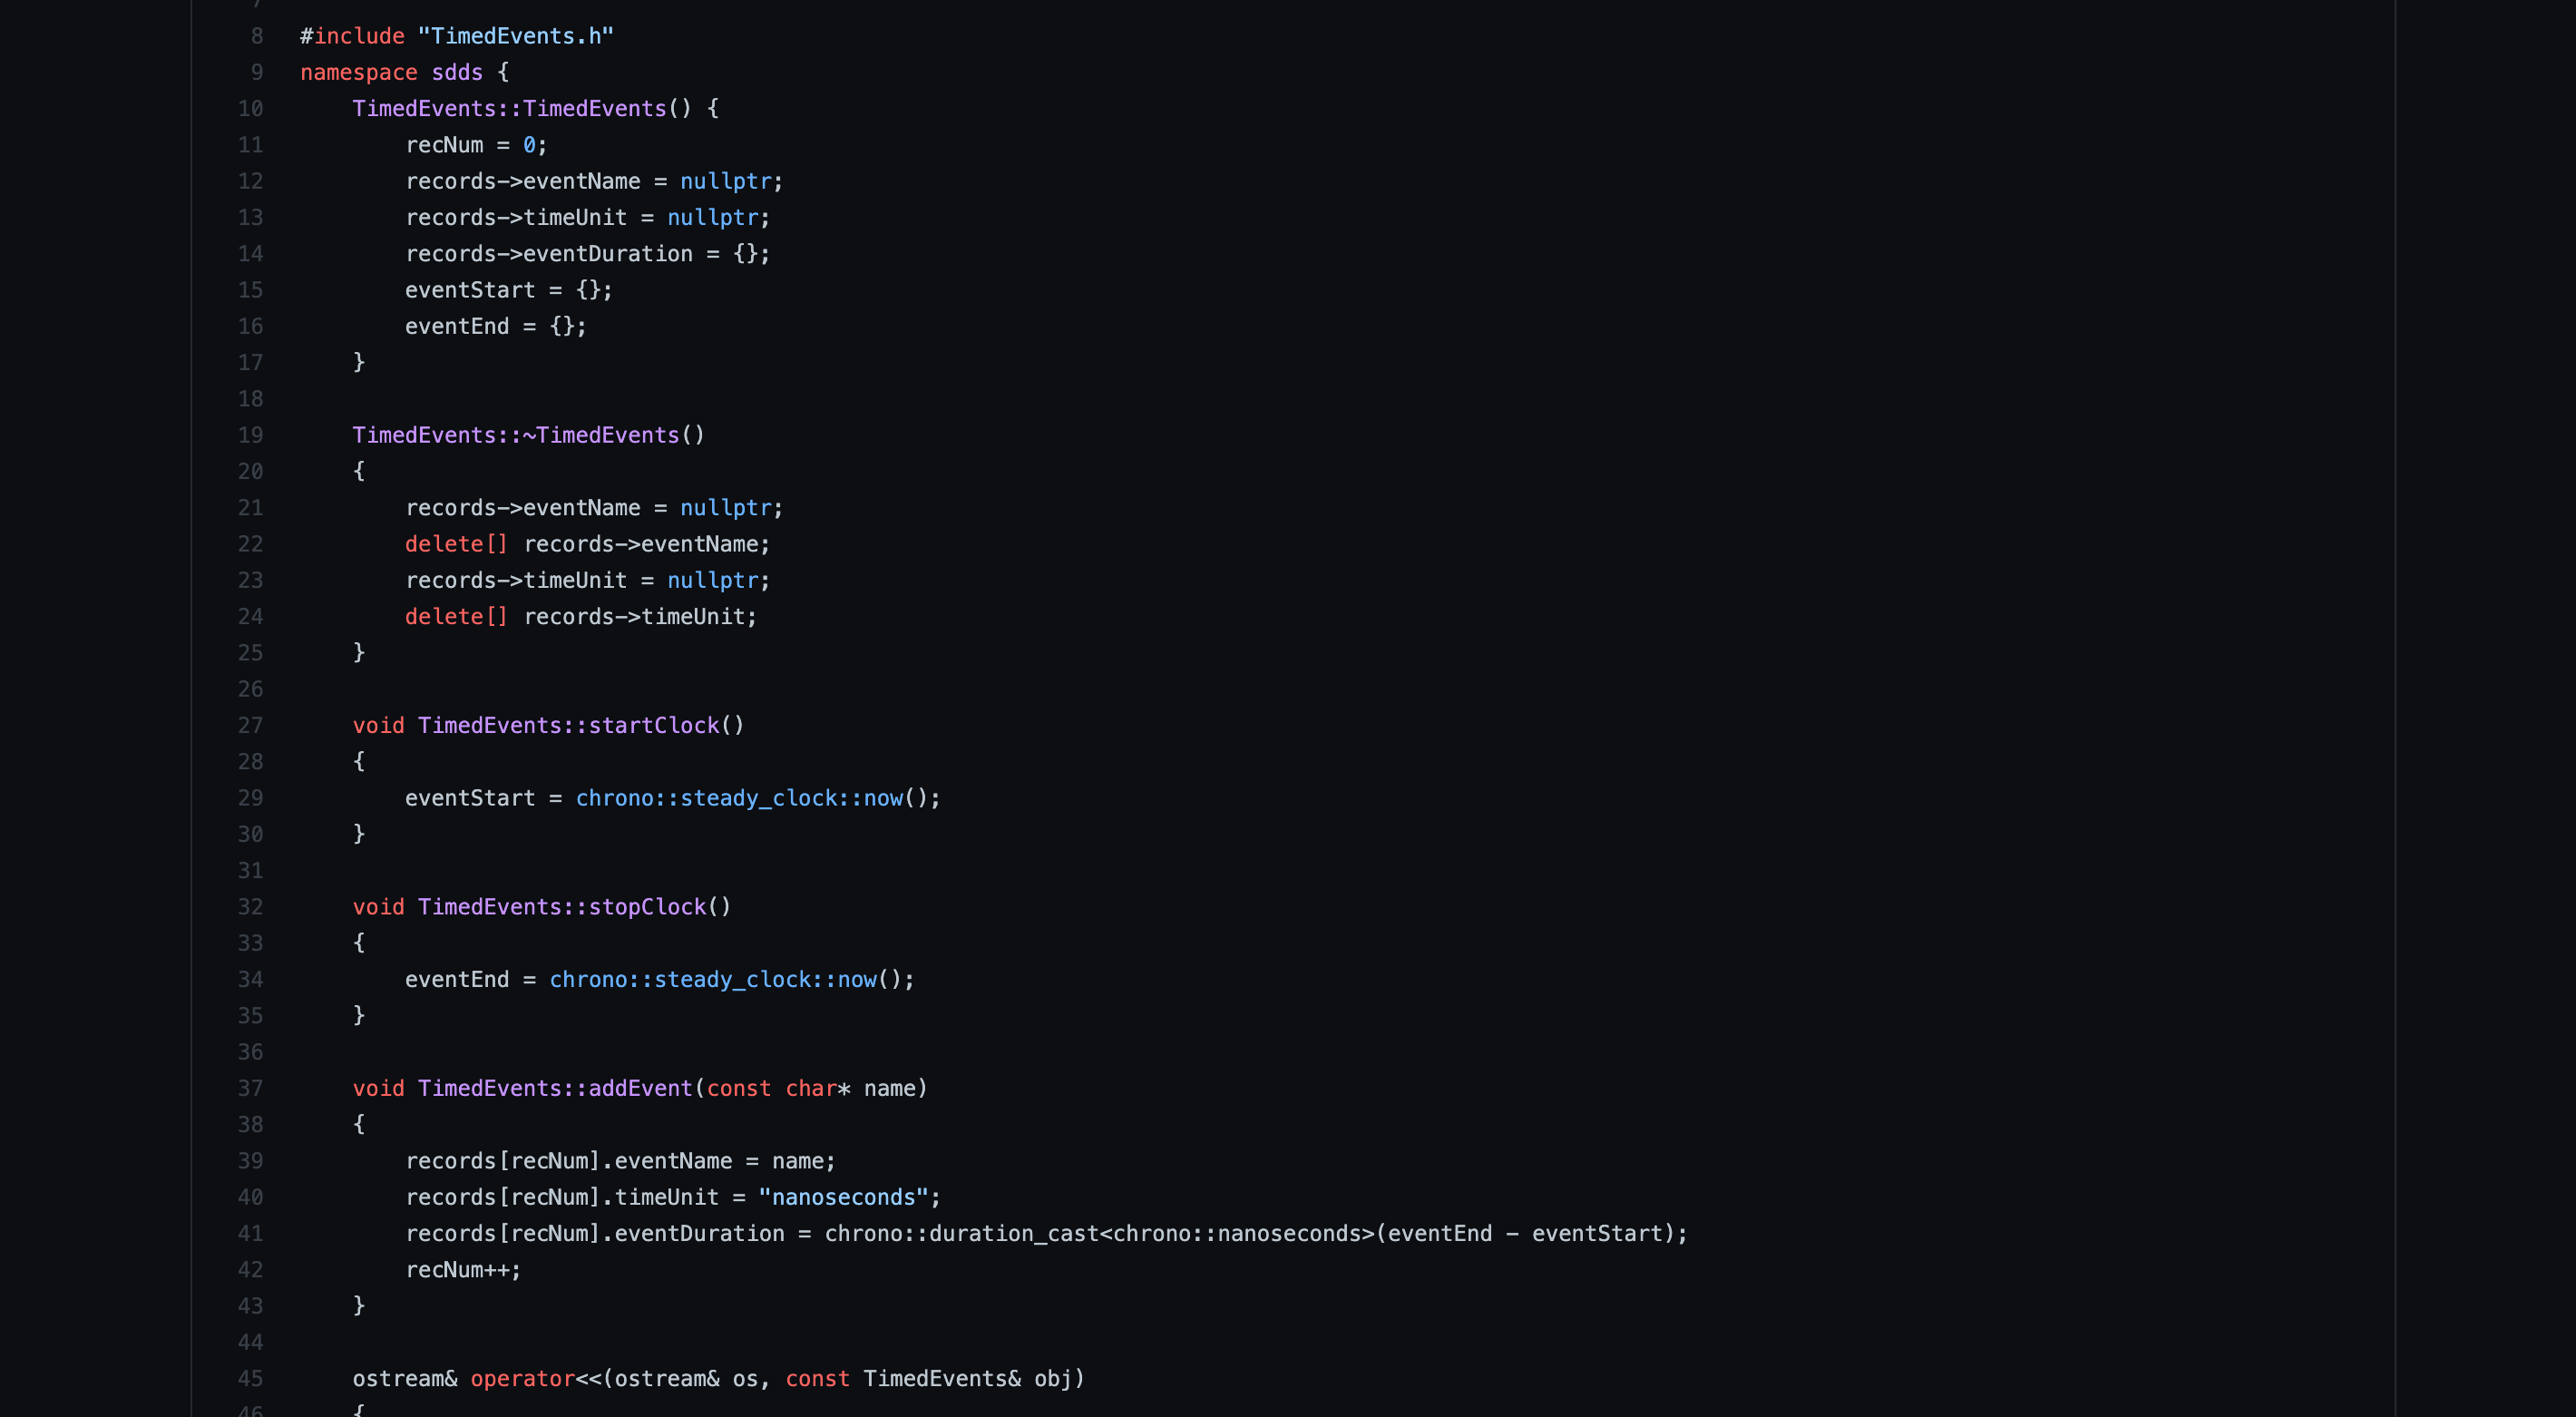 7
8 #include "TimedEvents.h"
9 namespace sdds {
10 TimedEvents::TimedEvents() {
11 recNum = 0;
12 records->eventName = nullptr;
13 records->timeUnit = nullptr;
14 records->eventDuration = {};
15 eventStart = {};
16 eventEnd = {};
17 }
18
19 TimedEvents::~TimedEvents()
20 {
21 records->eventName = nullptr;
22 delete[] records->eventName;
23 records->timeUnit = nullptr;
24 delete[] records->timeUnit;
25 }
26
27 void TimedEvents::startClock()
28 {
29 eventStart = chrono::steady_clock::now();
30 }
31
32 void TimedEvents::stopClock()
33 {
34 eventEnd = chrono::steady_clock::now();
35 }
36
37 void TimedEvents::addEvent(const char* name)
38 {
39 records[recNum].eventName = name;
40 records[recNum].timeUnit = "nanoseconds";
41 records[recNum].eventDuration = chrono::duration_cast<chrono::nanoseconds>(eventEnd - eventStart);
42 recNum++;
43 }
44
45 ostream& operator<<(ostream& os, const TimedEvents& obj)
46 {